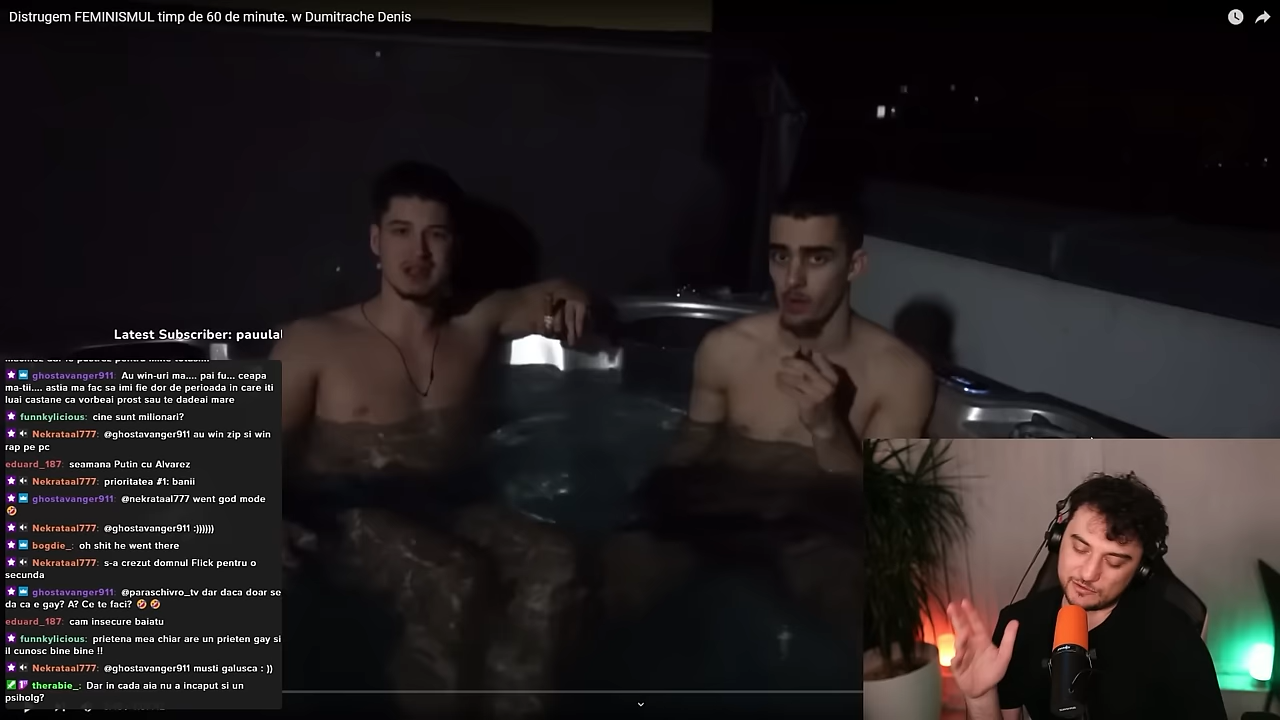 Distrugem FEMINISMUL timp de 60 de minute. w Dumitrache Denis
Latest Subscriber: pauulal
ghostavanger911: Au win-uri ma.... pai fu... ceapa
ma-tii.... astia ma fac sa imi fie dor de perioada in care iti
luai castane ca vorbeai prost sau te dadeai mare
funnkylicious: cine sunt milionari?
Nekrataal777: @ghostavanger911 au win zip si win
rap pe pc
eduard_187: seamana Putin cu Alvarez
Nekrataal777: prioritatea #1: banii
ghostavanger911: @nekrataal777 went god mode
🤣
Nekrataal777: @ghostavanger911 :))))))
bogdie_: oh shit he went there
Nekrataal777: s-a crezut domnul Flick pentru o
secunda
ghostavanger911: @paraschivro_tv dar daca doar se
da ca e gay? A? Ce te faci? 🤣 🤣
eduard_187: cam insecure baiatu
funnkylicious: prietena mea chiar are un prieten gay si
il cunosc bine bine !!
Nekrataal777: @ghostavanger911 musti galusca : ))
therabie_: Dar in cada aia nu a incaput si un
psiholg?